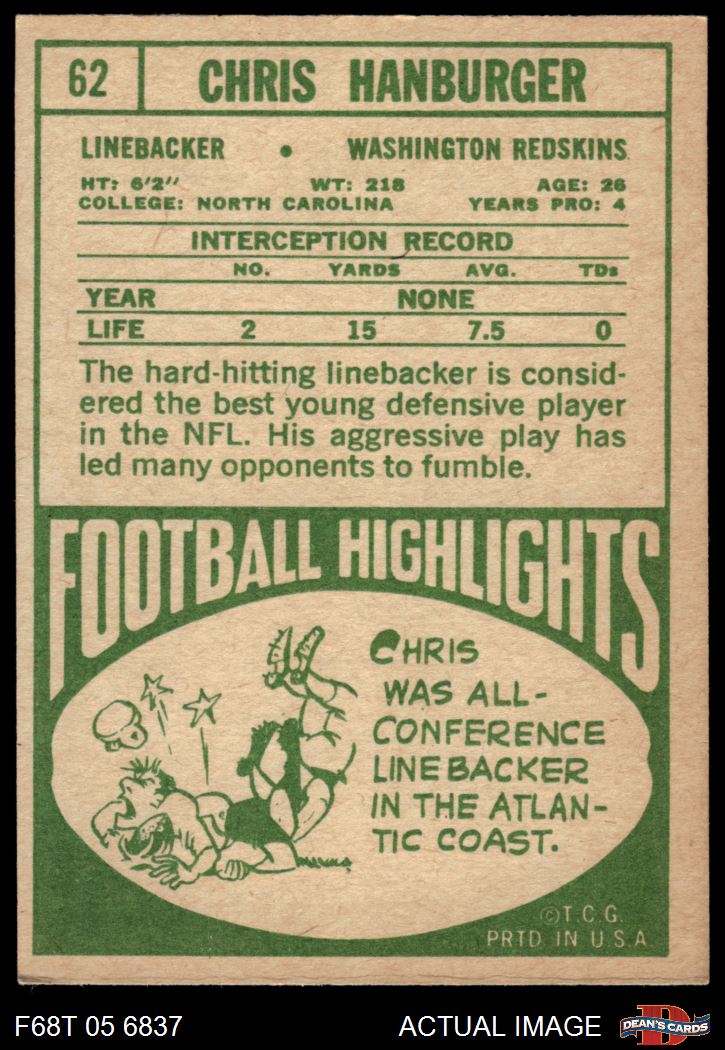 62 CHRIS HANBURGER
LINEBACKER • WASHINGTON REDSKINS
HT: 6'2" WT: 218 AGE: 26
COLLEGE: NORTH CAROLINA YEARS PRO: 4
INTERCEPTION RECORD
NO. YARDS AVG. TDs
YEAR NONE
LIFE 2 15 7.5 0
The hard-hitting linebacker is consid-
ered the best young defensive player
in the NFL. His aggressive play has
led many opponents to fumble.
FOOTBALL HIGHLIGHTS
CHRIS
WAS ALL-
CONFERENCE
LINEBACKER
IN THE ATLAN-
TIC COAST.
©T.C.G.
PRTD IN U.S.A
F68T 05 6837 ACTUAL IMAGE D DEAN'S CARDS